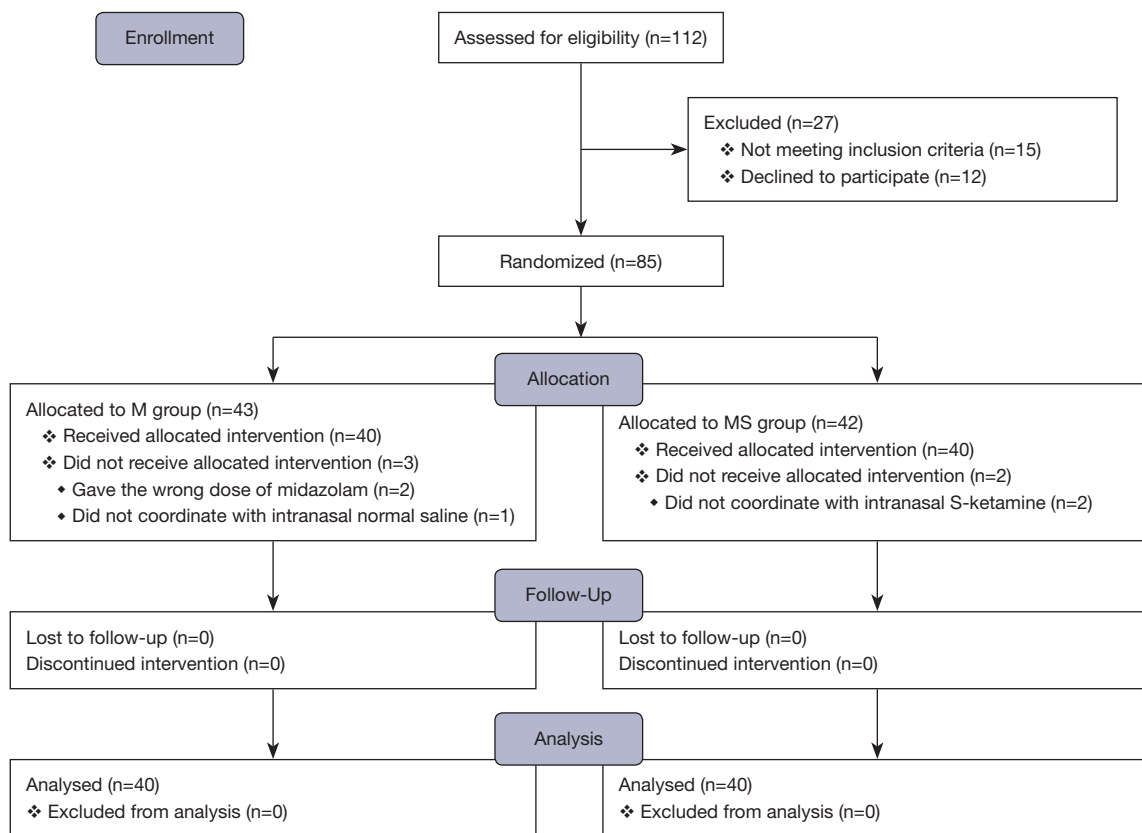 Enrollment
Assessed for eligibility (n=112)
Excluded (n=27)
❖ Not meeting inclusion criteria (n=15)
❖ Declined to participate (n=12)
Randomized (n=85)
Allocation
Allocated to M group (n=43)
❖ Received allocated intervention (n=40)
❖ Did not receive allocated intervention (n=3)
◆ Gave the wrong dose of midazolam (n=2)
◆ Did not coordinate with intranasal normal saline (n=1)
Allocated to MS group (n=42)
❖ Received allocated intervention (n=40)
❖ Did not receive allocated intervention (n=2)
◆ Did not coordinate with intranasal S-ketamine (n=2)
Follow-Up
Lost to follow-up (n=0)
Discontinued intervention (n=0)
Lost to follow-up (n=0)
Discontinued intervention (n=0)
Analysis
Analysed (n=40)
❖ Excluded from analysis (n=0)
Analysed (n=40)
❖ Excluded from analysis (n=0)